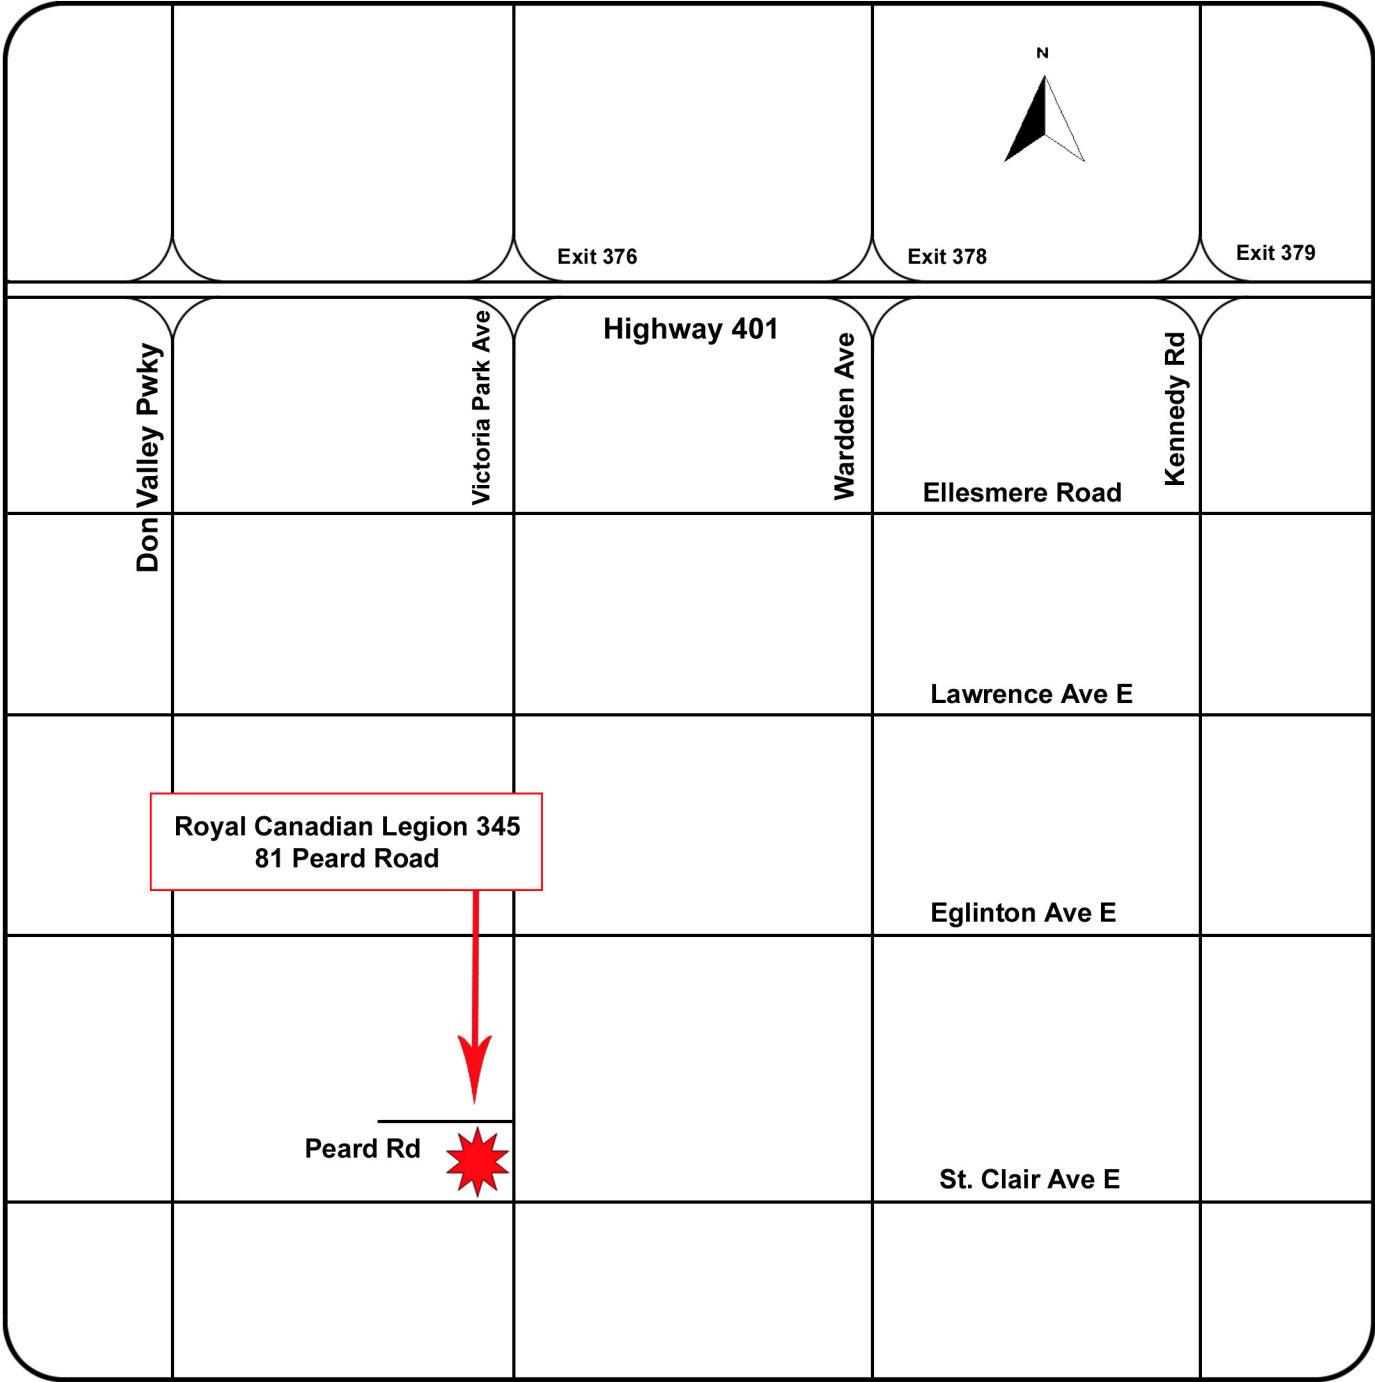 N
Exit 376
Exit 378
Exit 379
Highway 401
Don Valley Pwky
Victoria Park Ave
Wardden Ave
Kennedy Rd
Ellesmere Road
Lawrence Ave E
Royal Canadian Legion 345
81 Peard Road
Eglinton Ave E
Peard Rd
St. Clair Ave E